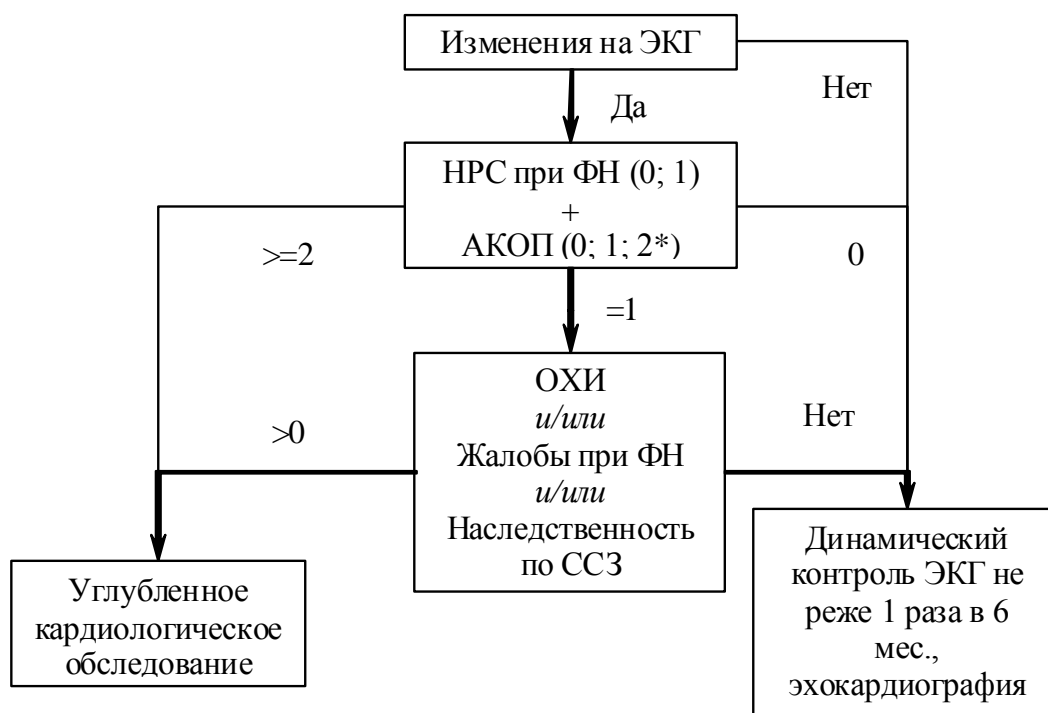 Изменения на ЭКГ
Нет
Да
НРС при ФН (0; 1)
+
АКОП (0; 1; 2*)
>=2
0
=1
ОХИ
и/или
Жалобы при ФН
и/или
Наследственность
по ССЗ
>0
Нет
Углубленное
кардиологическое
обследование
Динамический
контроль ЭКГ не
реже 1 раза в 6
мес.,
эхокардиография